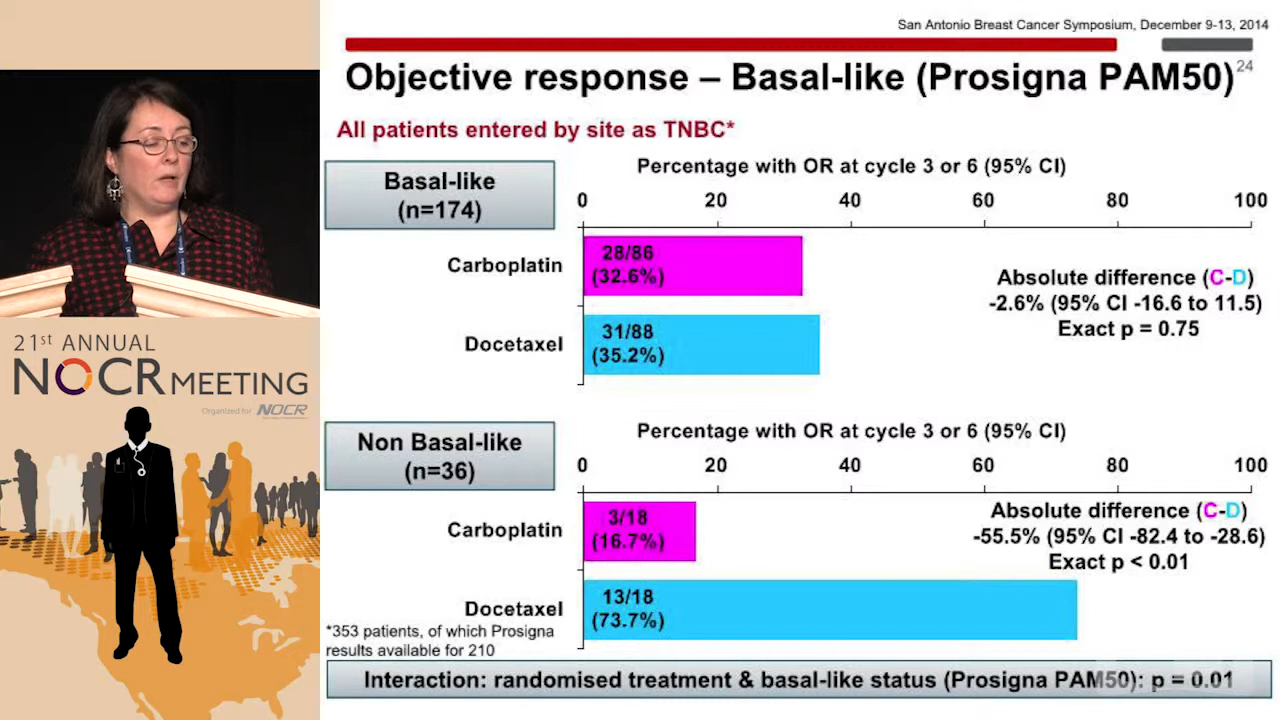 San Antonio Breast Cancer Symposium, December 9-13, 2014
Objective response – Basal-like (Prosigna PAM50)
24
All patients entered by site as TNBC*
Basal-like
(n=174)
Percentage with OR at cycle 3 or 6 (95% CI)
0 20 40 60 80 100
Carboplatin
28/86
(32.6%)
Docetaxel
31/88
(35.2%)
Absolute difference (C-D)
-2.6% (95% CI -16.6 to 11.5)
Exact p = 0.75
Non Basal-like
(n=36)
Percentage with OR at cycle 3 or 6 (95% CI)
0 20 40 60 80 100
Carboplatin
3/18
(16.7%)
Docetaxel
13/18
(73.7%)
Absolute difference (C-D)
-55.5% (95% CI -82.4 to -28.6)
Exact p < 0.01
*353 patients, of which Prosigna
results available for 210
Interaction: randomised treatment & basal-like status (Prosigna PAM50): p = 0.01
21st ANNUAL
NOCR MEETING
Organized for NOCR